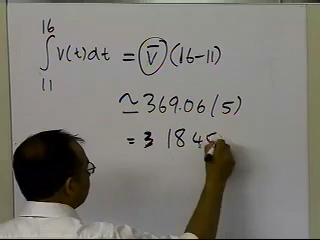 16
∫ v(t)dt = v̅ (16-11)
11
≃ 369.06(5)
= 3 1845